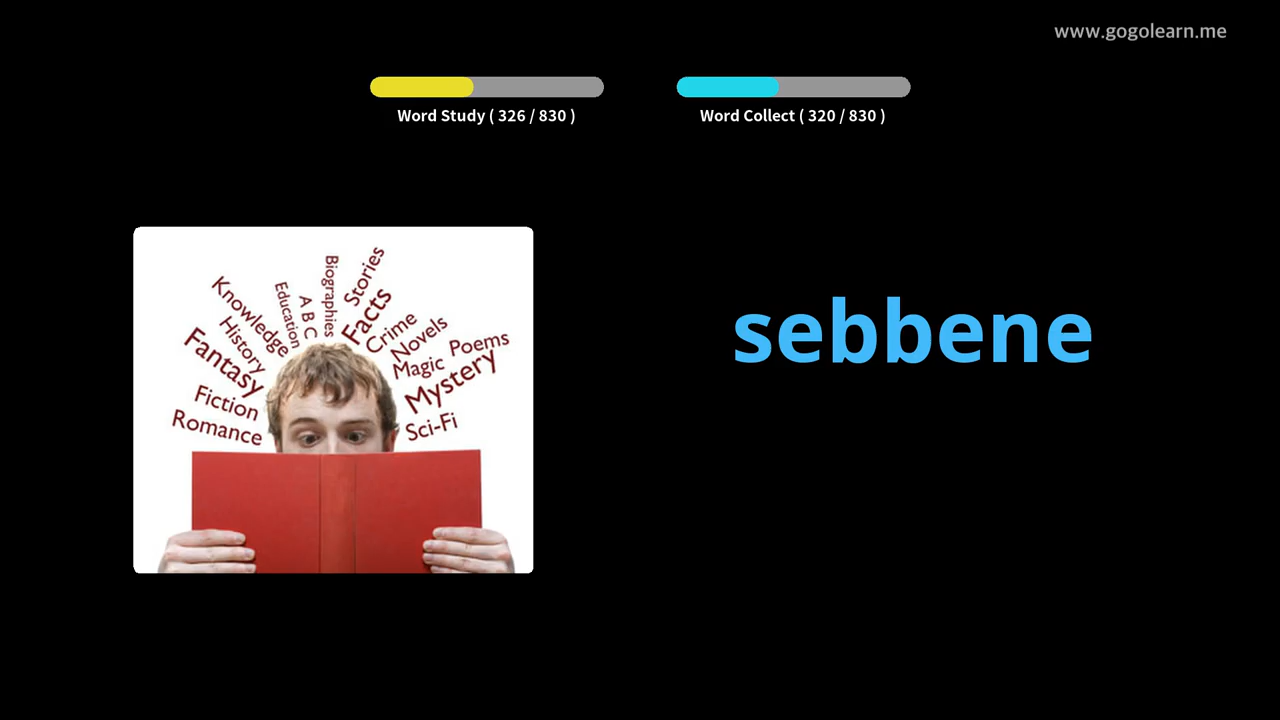 www.gogolearn.me
Word Study ( 326 / 830 )
Word Collect ( 320 / 830 )
Biographies
Stories
Education
A B C
Facts
Knowledge
Crime
History
Novels
Poems
Fantasy
Magic
Mystery
Fiction
Romance
Sci-Fi
sebbene